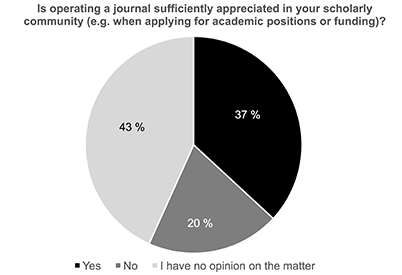 Is operating a journal sufficiently appreciated in your scholarly
community (e.g. when applying for academic positions or funding)?
37 %
43 %
20 %
Yes No I have no opinion on the matter